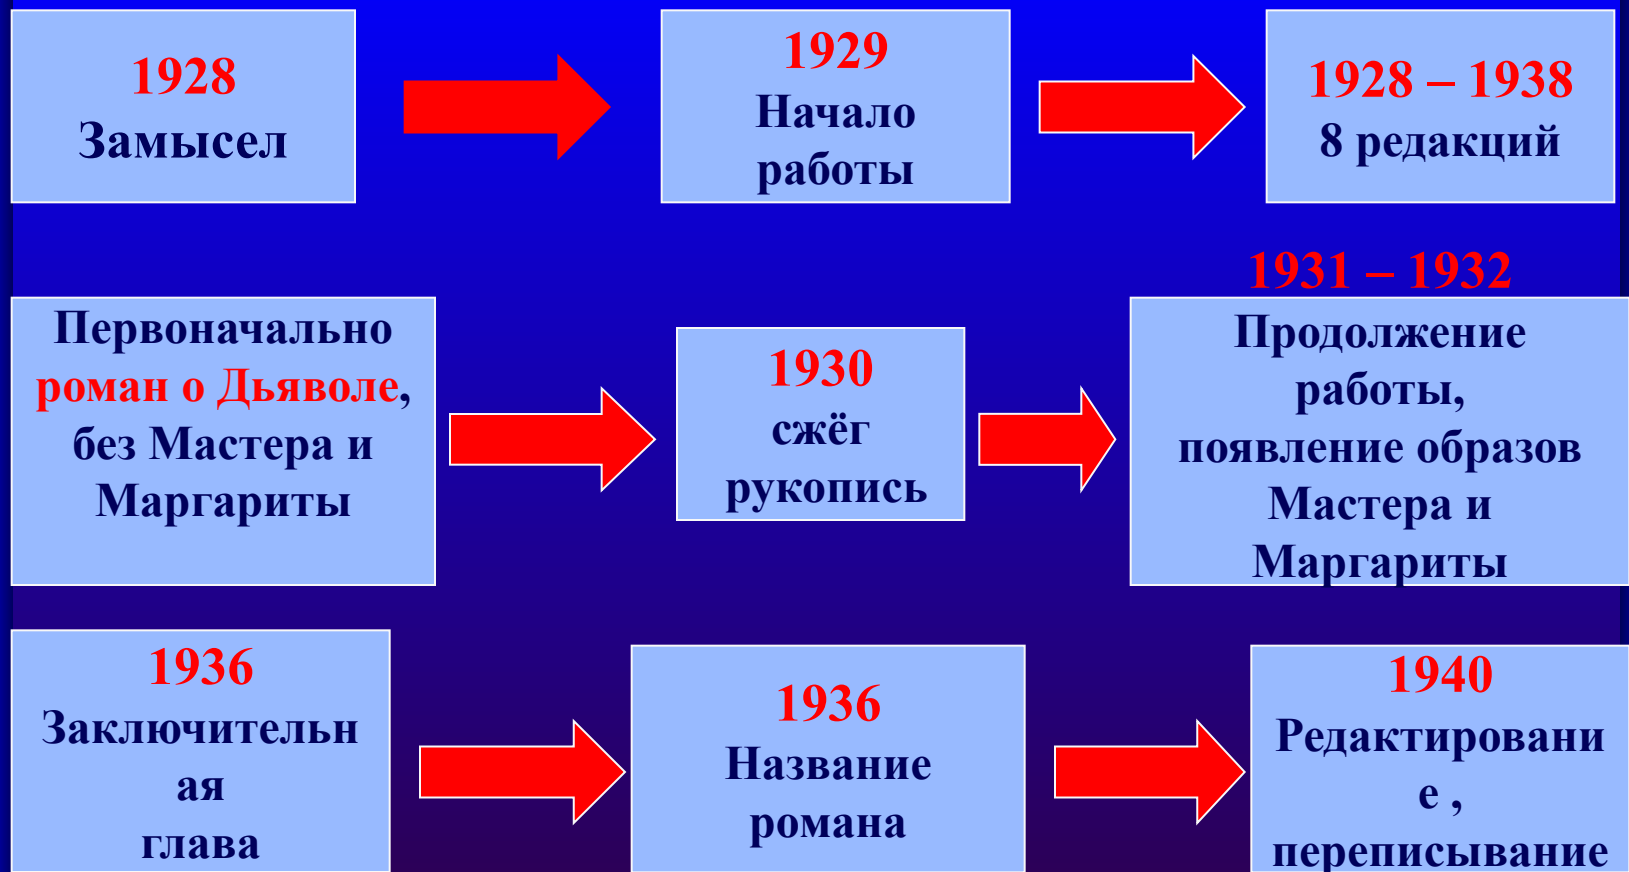 1928
Замысел
1929
Начало
работы
1928 – 1938
8 редакций
Первоначально
роман о Дьяволе,
без Мастера и
Маргариты
1930
сжёг
рукопись
1931 – 1932
Продолжение
работы,
появление образов
Мастера и
Маргариты
1936
Заключительн
ая
глава
1936
Название
романа
1940
Редактировани
е ,
переписывание